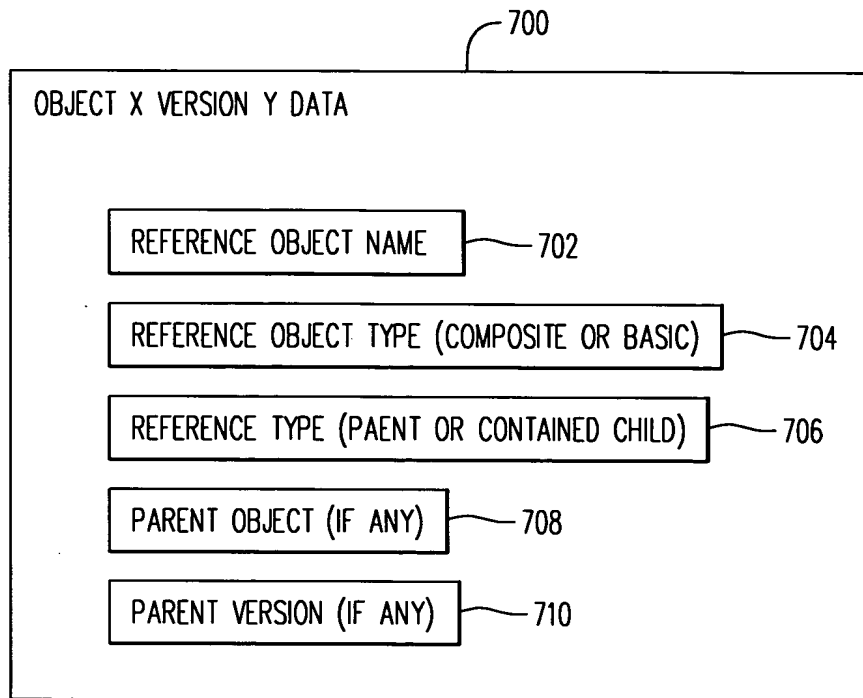 700
OBJECT X VERSION Y DATA
REFERENCE OBJECT NAME 702
REFERENCE OBJECT TYPE (COMPOSITE OR BASIC) 704
REFERENCE TYPE (PAENT OR CONTAINED CHILD) 706
PARENT OBJECT (IF ANY) 708
PARENT VERSION (IF ANY) 710